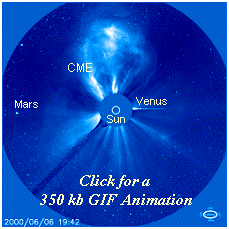 CME
Mars
Venus
Sun
Click for a
350 kb GIF Animation
2000/06/06 19:42